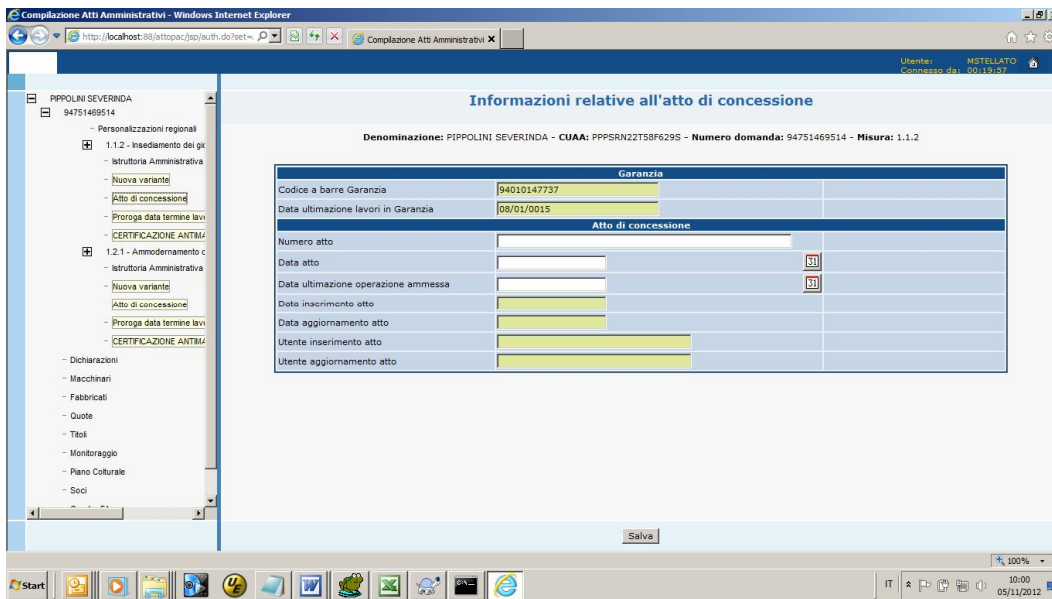 Compilazione Atti Amministrativi - Windows Internet Explorer
http://localhost:88/attopac/jsp/auth.do?set=
Compilazione Atti Amministrativi
Utente: MSTELLATO
Connesso da: 00:19:57
PIPPOLINI SEVERINDA
94751469514
Personalizzazioni regionali
1.1.2 - Insediamento dei gio
Istruttoria Amministrativa
Nuova variante
Atto di concessione
Proroga data termine lavo
CERTIFICAZIONE ANTIMA
1.2.1 - Ammodernamento d
Istruttoria Amministrativa
Nuova variante
Atto di concessione
Proroga data termine lavo
CERTIFICAZIONE ANTIMA
Dichiarazioni
Macchinari
Fabbricati
Quote
Titoli
Monitoraggio
Piano Colturale
Soci
Informazioni relative all'atto di concessione
Denominazione: PIPPOLINI SEVERINDA - CUAA: PPPSRN22T58F629S - Numero domanda: 94751469514 - Misura: 1.1.2
Garanzia
Codice a barre Garanzia 94010147737
Data ultimazione lavori in Garanzia 08/01/0015
Atto di concessione
Numero atto
Data atto 31
Data ultimazione operazione ammessa 31
Data inserimento atto
Data aggiornamento atto
Utente inserimento atto
Utente aggiornamento atto
Salva
100%
Start
IT
10:00
05/11/2012